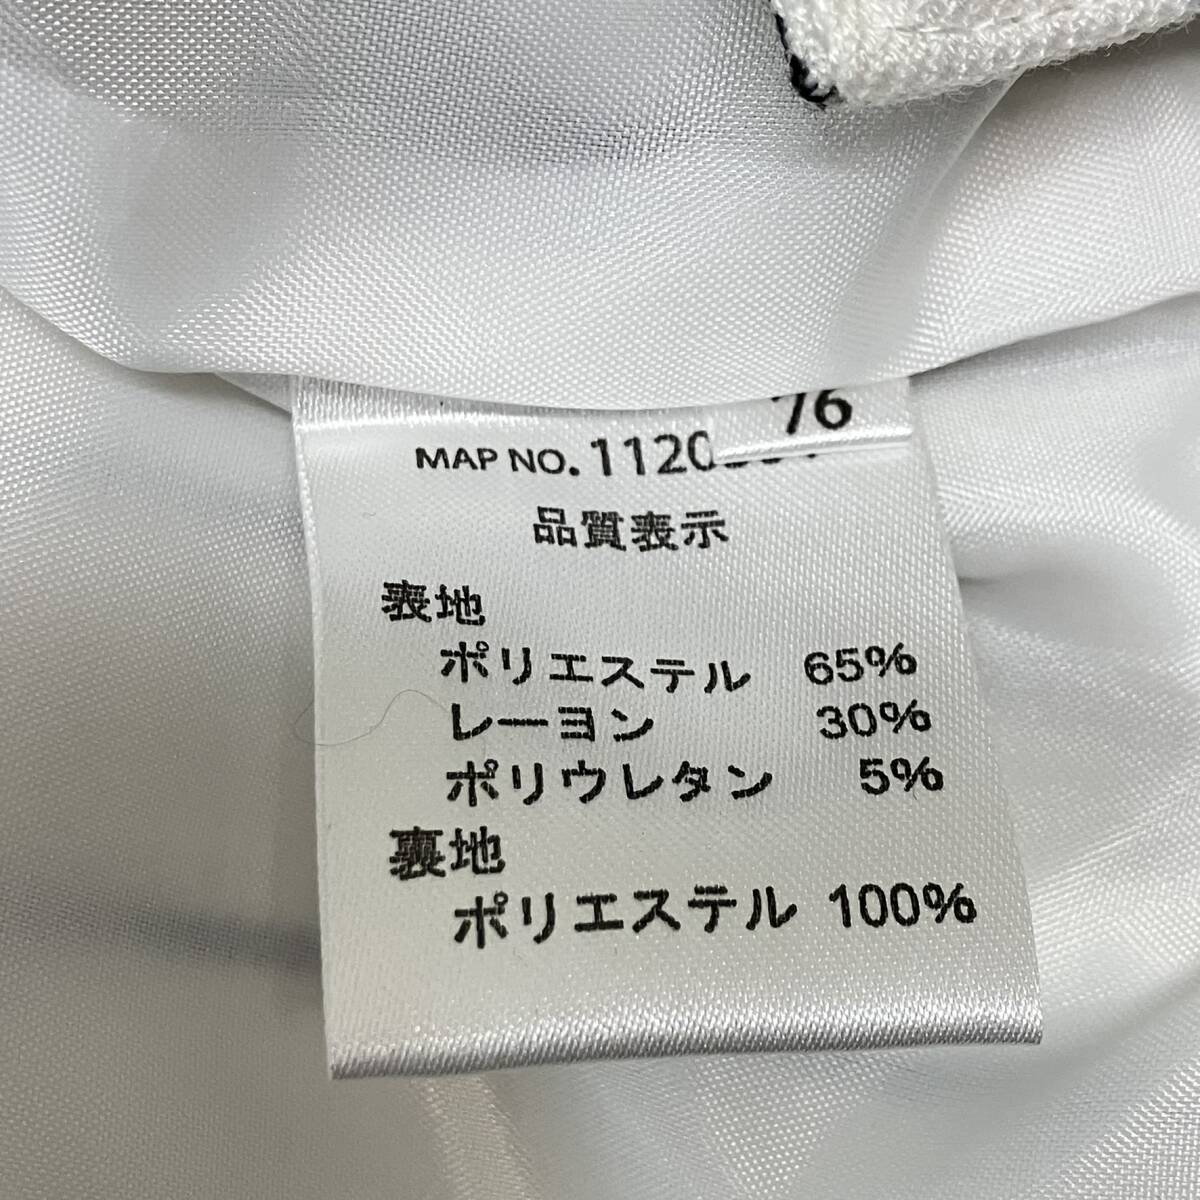 76
MAP NO. 1120
品質表示
表地
ポリエステル 65%
レーヨン 30%
ポリウレタン 5%
裏地
ポリエステル 100%